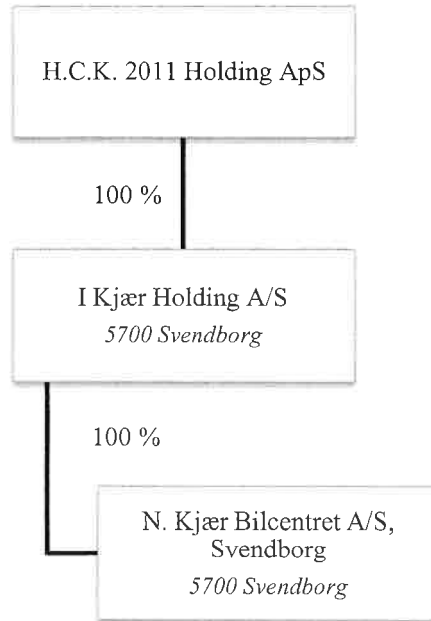 H.C.K. 2011 Holding ApS
100 %
I Kjær Holding A/S
5700 Svendborg
100 %
N. Kjær Bilcentret A/S,
Svendborg
5700 Svendborg